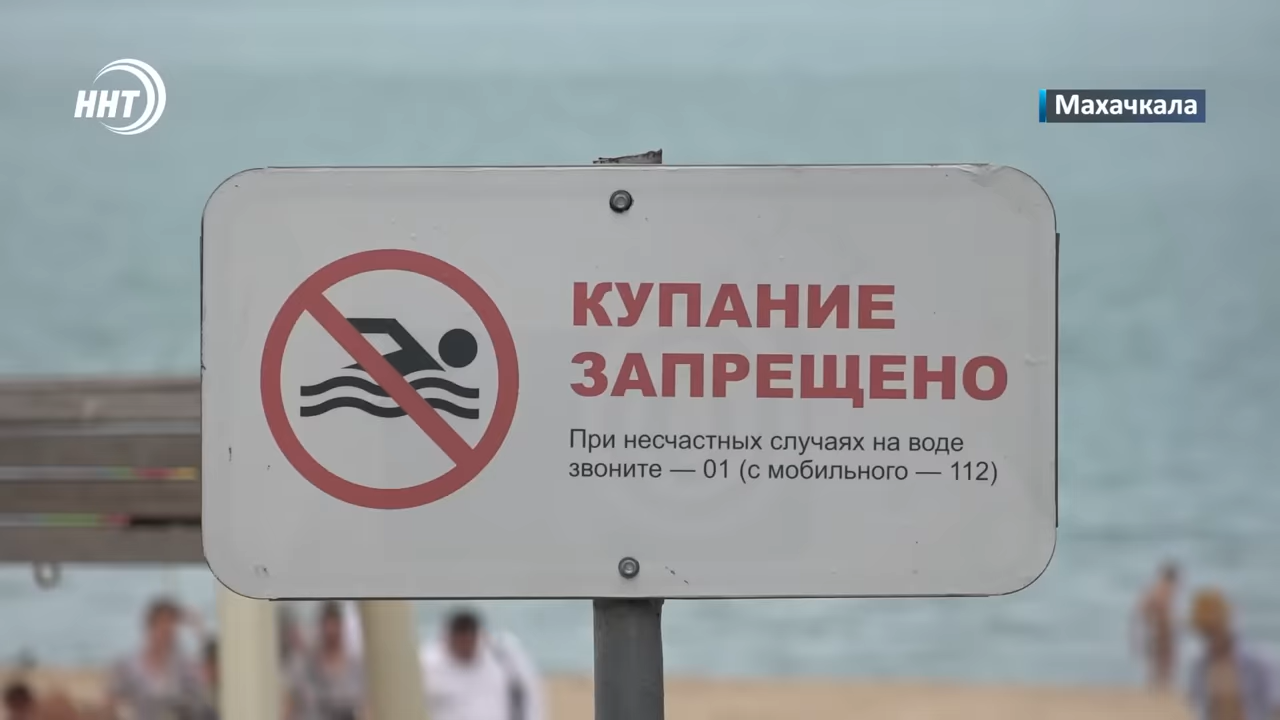 ННТ
Махачкала
КУПАНИЕ
ЗАПРЕЩЕНО
При несчастных случаях на воде
звоните — 01 (с мобильного — 112)